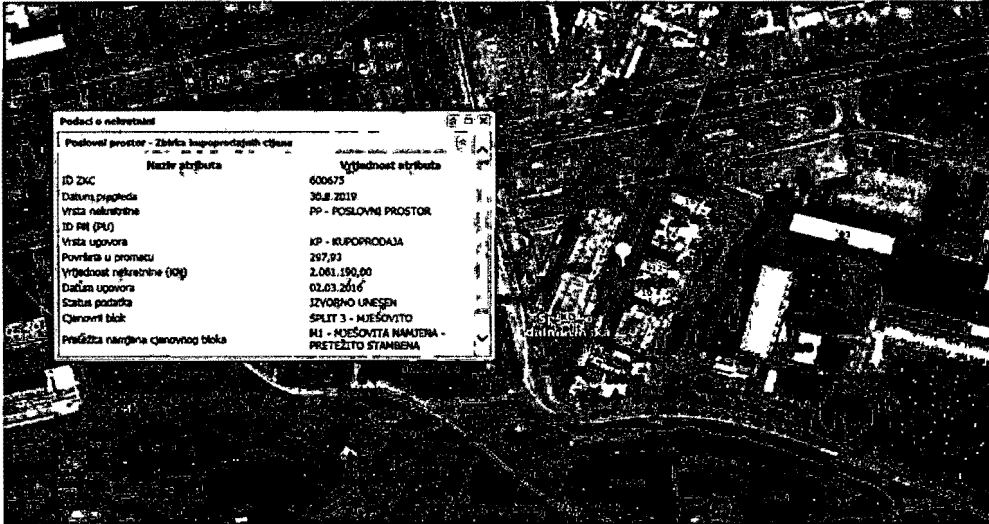 Podaci o nekretnini
Poslovni prostor - Zbirka kupoprodajnih cijena
Naziv atributa Vrijednost atributa
ID ZKC 600675
Datum pregleda 30.8.2019
Vrsta nekretnine PP - POSLOVNI PROSTOR
ID PN (PU)
Vrsta ugovora KP - KUPOPRODAJA
Površina u prometu 297,93
Vrijednost nekretnine (KN) 2.061.190,00
Datum ugovora 02.03.2016
Status podatka IZVORNO UNESEN
Cjenovni blok SPLIT 3 - MJEŠOVITO
Pretežita namjena cjenovnog bloka M1 - MJEŠOVITA NAMJENA -
PRETEŽITO STAMBENA